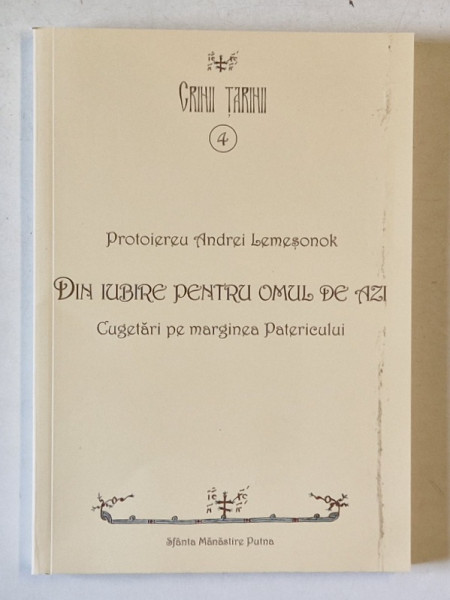 CRINII ȚARINII
4
Protoiereu Andrei Lemeșonok
DIN IUBIRE PENTRU OMUL DE AZI
Cugetări pe marginea Patericului
Sfânta Mănăstire Putna